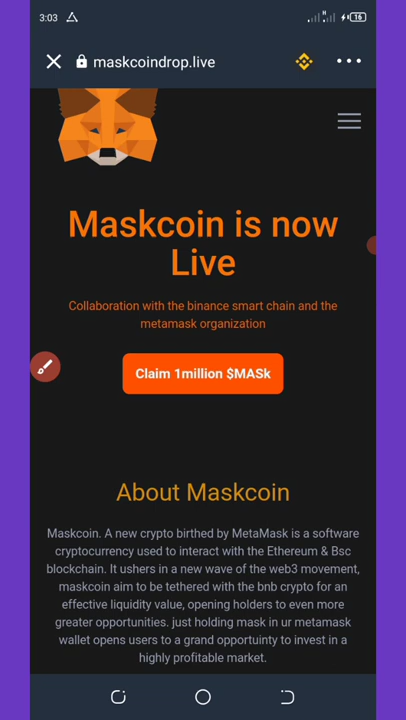 3:03
16
maskcoindrop.live
Maskcoin is now
Live
Collaboration with the binance smart chain and the
metamask organization
Claim 1million $MASk
About Maskcoin
Maskcoin. A new crypto birthed by MetaMask is a software
cryptocurrency used to interact with the Ethereum & Bsc
blockchain. It ushers in a new wave of the web3 movement,
maskcoin aim to be tethered with the bnb crypto for an
effective liquidity value, opening holders to even more
greater opportunities. just holding mask in ur metamask
wallet opens users to a grand opportuinty to invest in a
highly profitable market.